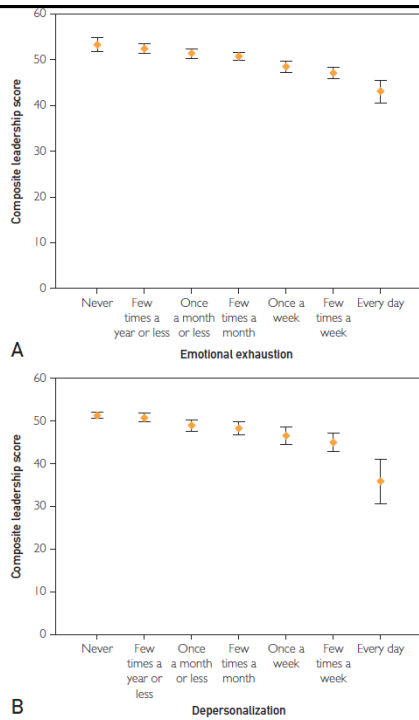 60
50
40
30
20
10
0
Composite leadership score
Never Few Once Few Once a Few Every day
times a a month times a week times a
year or less or less month week
A
Emotional exhaustion
60
50
40
30
20
10
0
Composite leadership score
Never Few Once Few Once a Few Every day
times a a month times a week times a
year or or less month week
less
B
Depersonalization